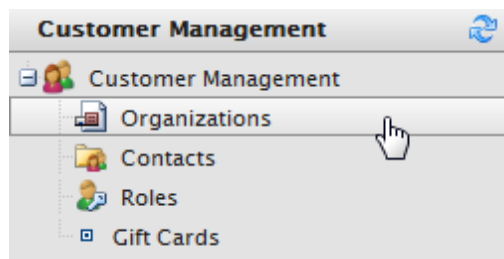 Customer Management
Customer Management
Organizations
Contacts
Roles
Gift Cards